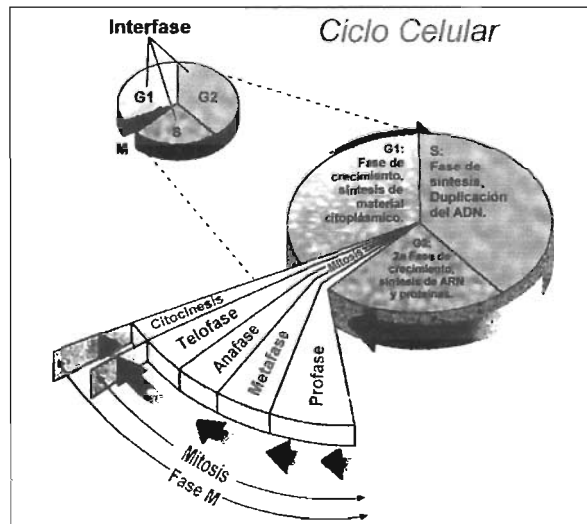 Ciclo Celular
Interfase
G1
G2
S
M
G1:
Fase de
crecimiento,
síntesis de
material
citoplásmico.
S:
Fase de
síntesis.
Duplicación
del ADN.
G2:
2a Fase de
crecimiento,
síntesis de ARN
y proteínas.
Mitosis
Citocinesis
Telofase
Anafase
Metafase
Profase
Mitosis
Fase M